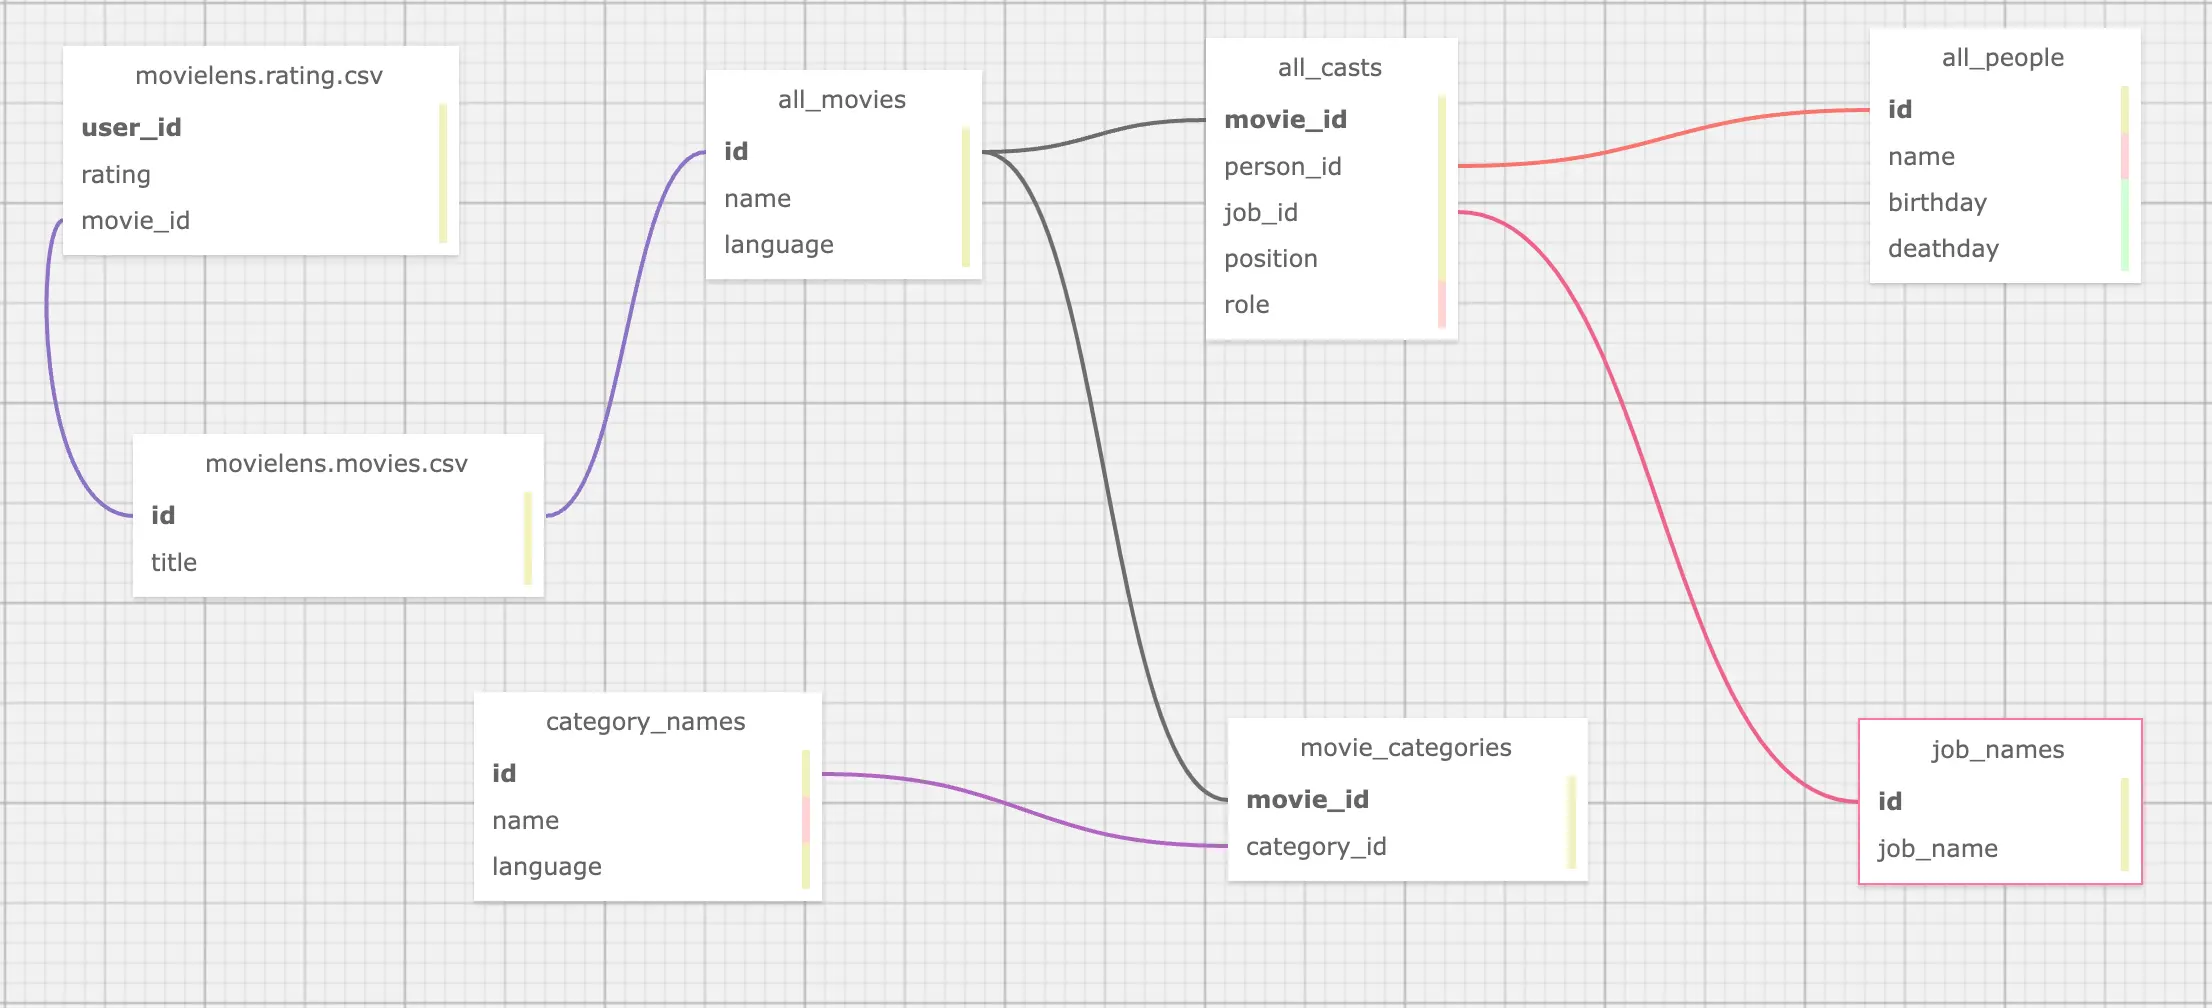 movielens.rating.csv
user_id
rating
movie_id
movielens.movies.csv
id
title
all_movies
id
name
language
category_names
id
name
language
all_casts
movie_id
person_id
job_id
position
role
movie_categories
movie_id
category_id
all_people
id
name
birthday
deathday
job_names
id
job_name